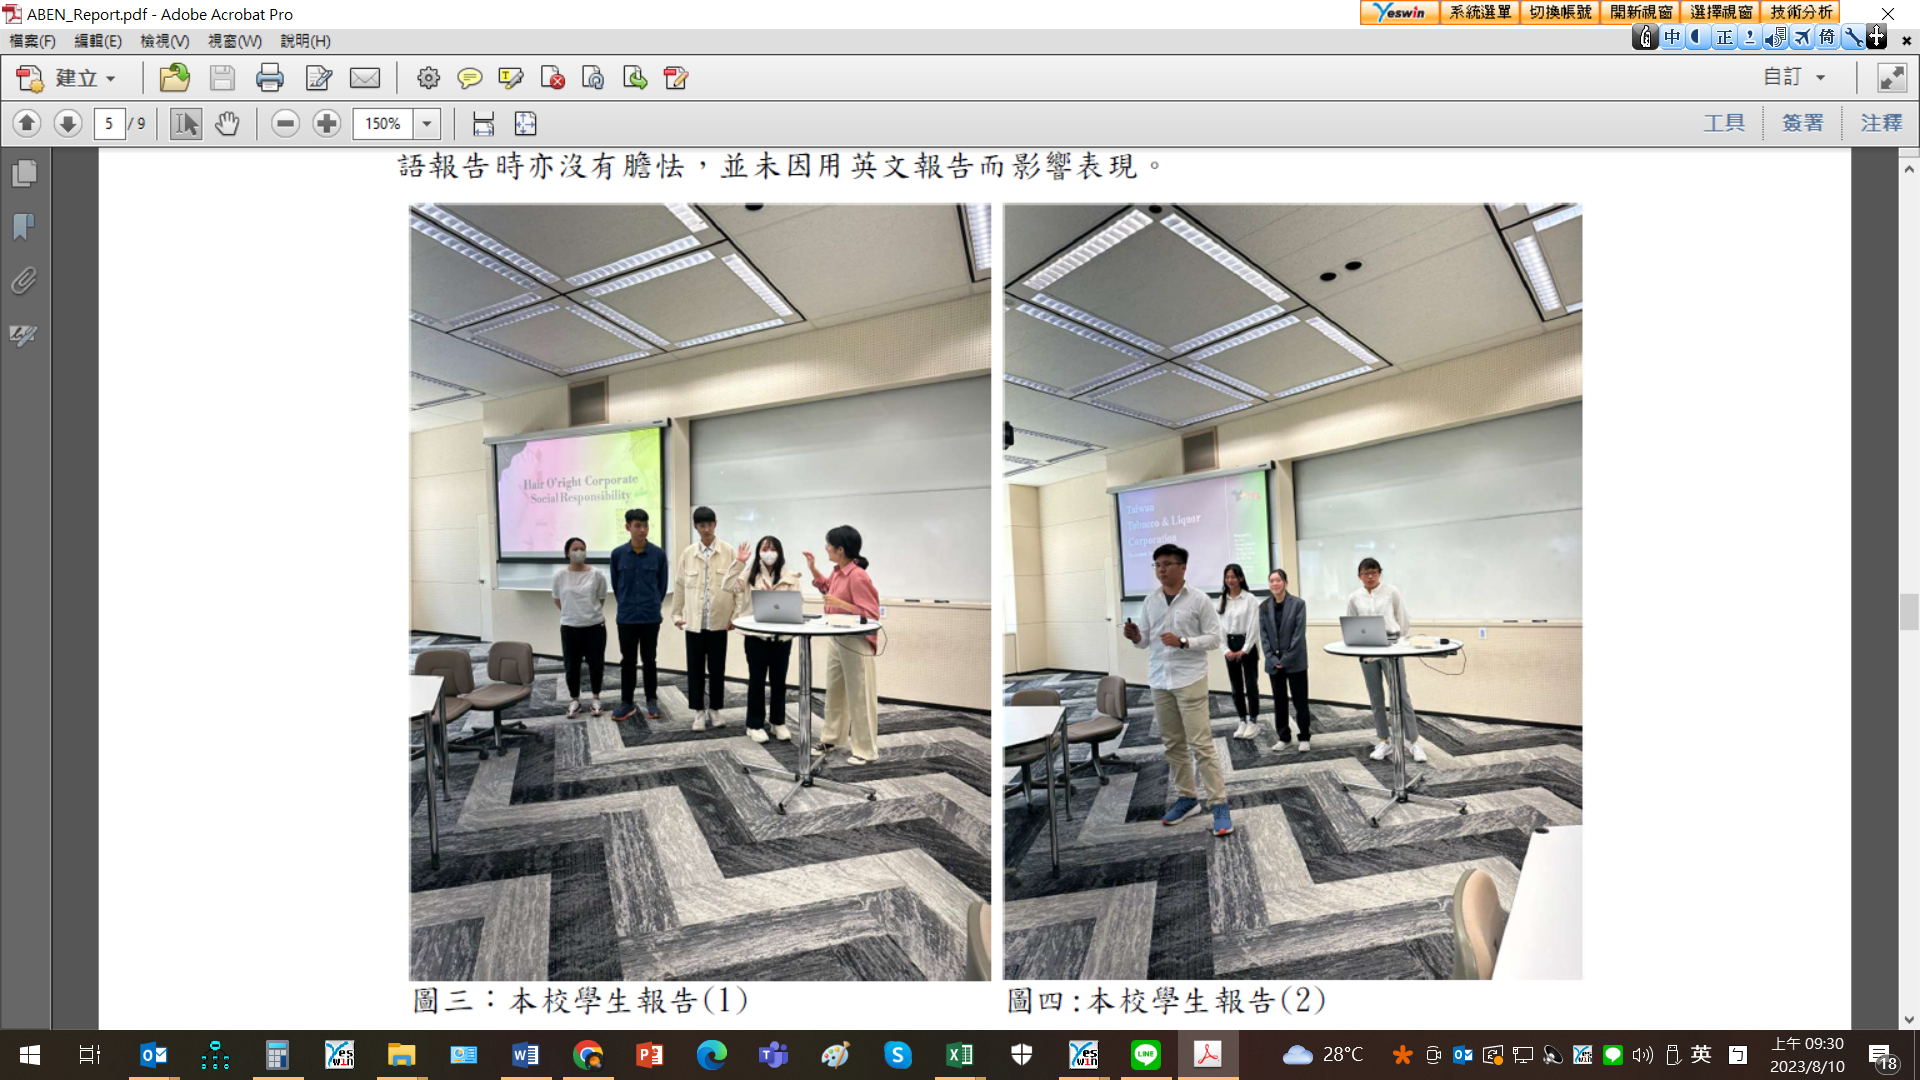 ABEN_Report.pdf - Adobe Acrobat Pro
Yeswin 系統選單 切換帳號 開新視窗 選擇視窗 技術分析
檔案(F) 編輯(E) 檢視(V) 視窗(W) 說明(H)
中 正 倚
建立
自訂
5 / 9
150%
工具 簽署 注釋
語報告時亦沒有膽怯，並未因用英文報告而影響表現。
Hair O'right Corporate
Social Responsibility
Taiwan
Tobacco & Liquor
Corporation
圖三：本校學生報告(1)
圖四:本校學生報告(2)
28°C
英
上午 09:30
2023/8/10
18